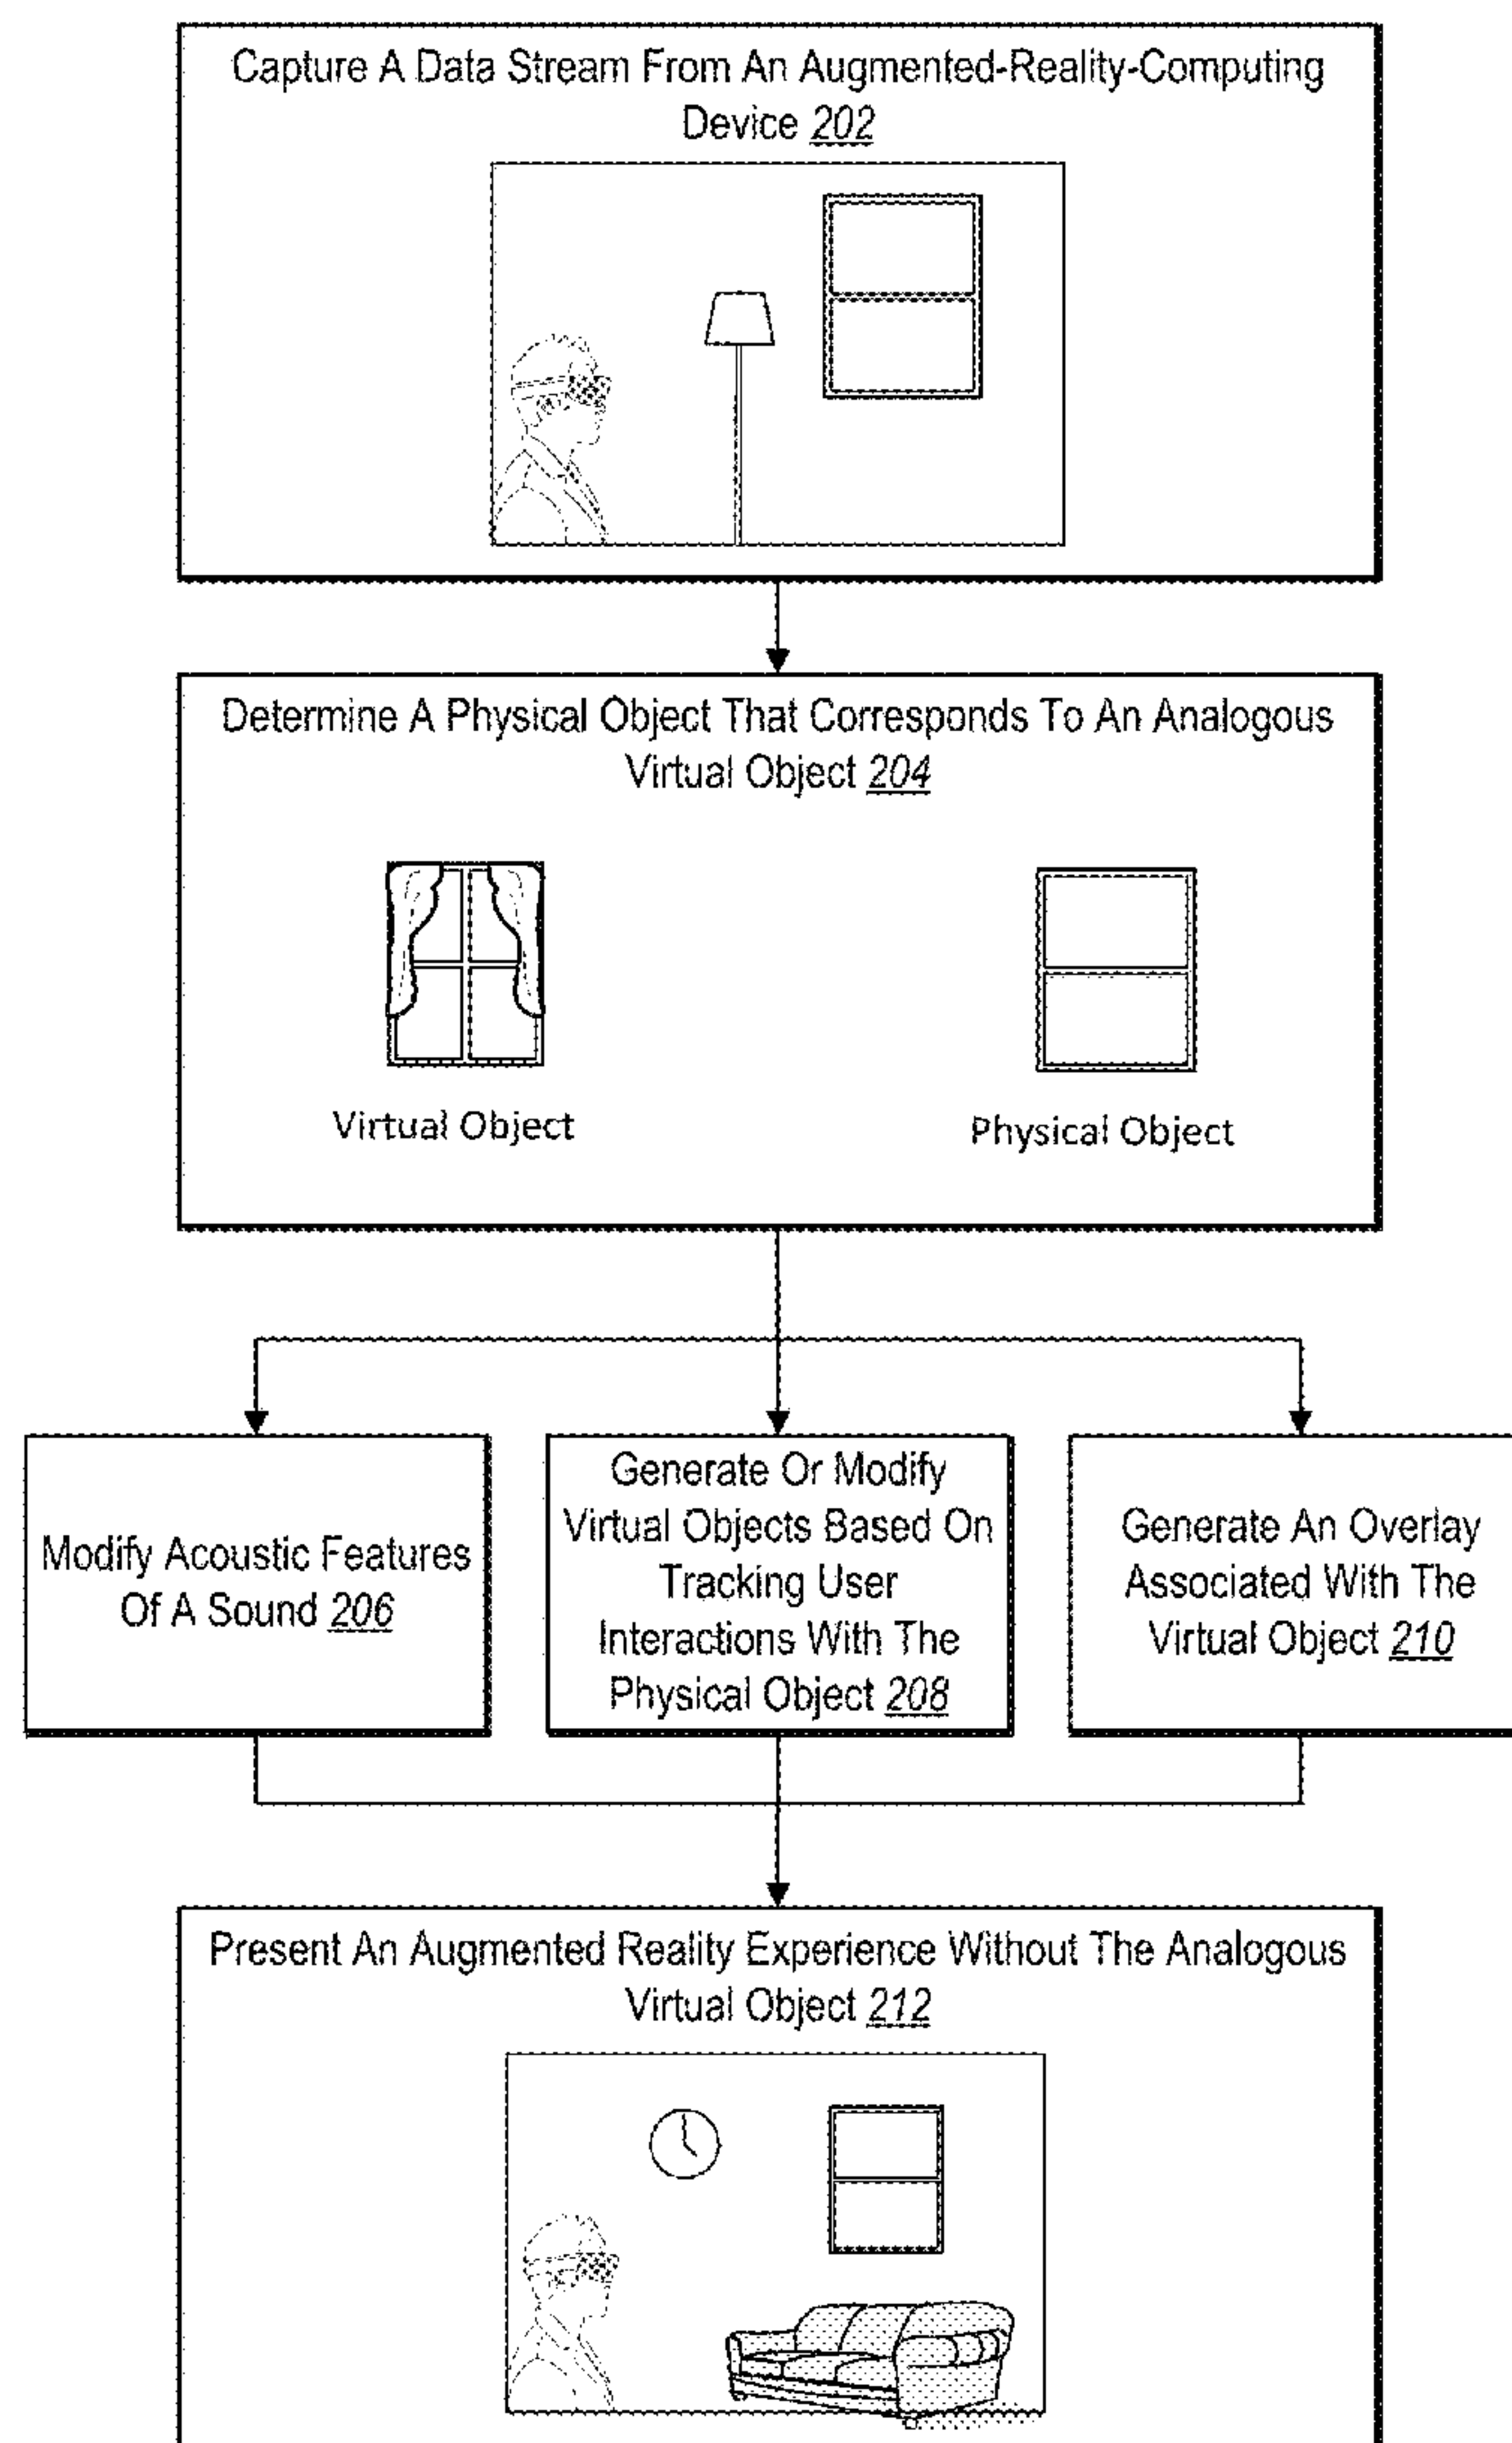 Capture A Data Stream From An Augmented-Reality-Computing
Device 202
Determine A Physical Object That Corresponds To An Analogous
Virtual Object 204
Virtual Object
Physical Object
Modify Acoustic Features
Of A Sound 206
Generate Or Modify
Virtual Objects Based On
Tracking User
Interactions With The
Physical Object 208
Generate An Overlay
Associated With The
Virtual Object 210
Present An Augmented Reality Experience Without The Analogous
Virtual Object 212